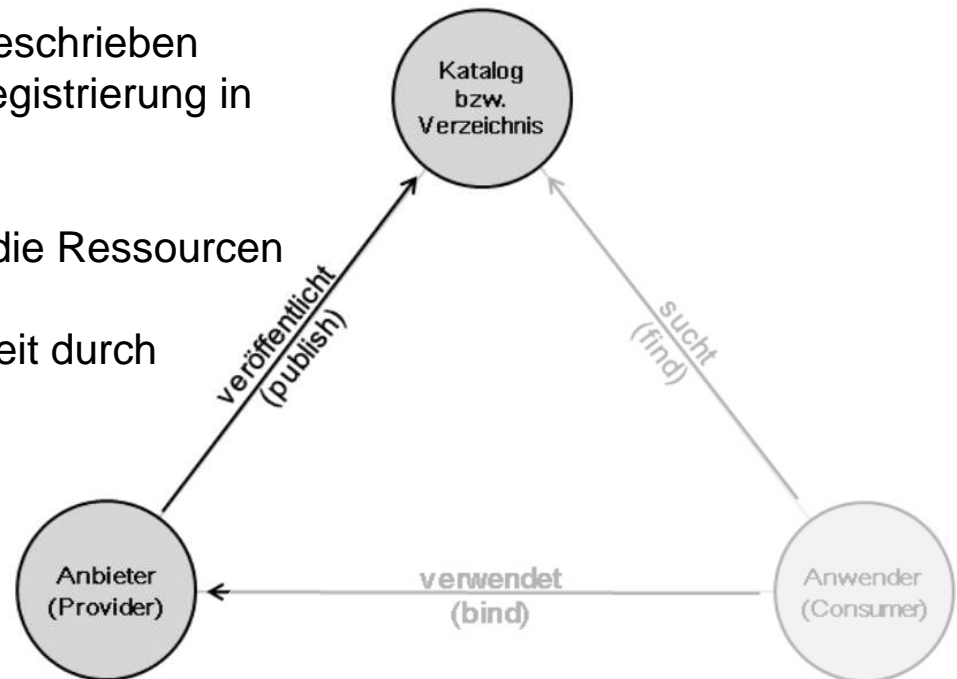 eschrieben
egistrierung in
die Ressourcen
eit durch
Katalog
bzw.
Verzeichnis
veröffentlicht
(publish)
sucht
(find)
Anbieter
(Provider)
verwendet
(bind)
Anwender
(Consumer)